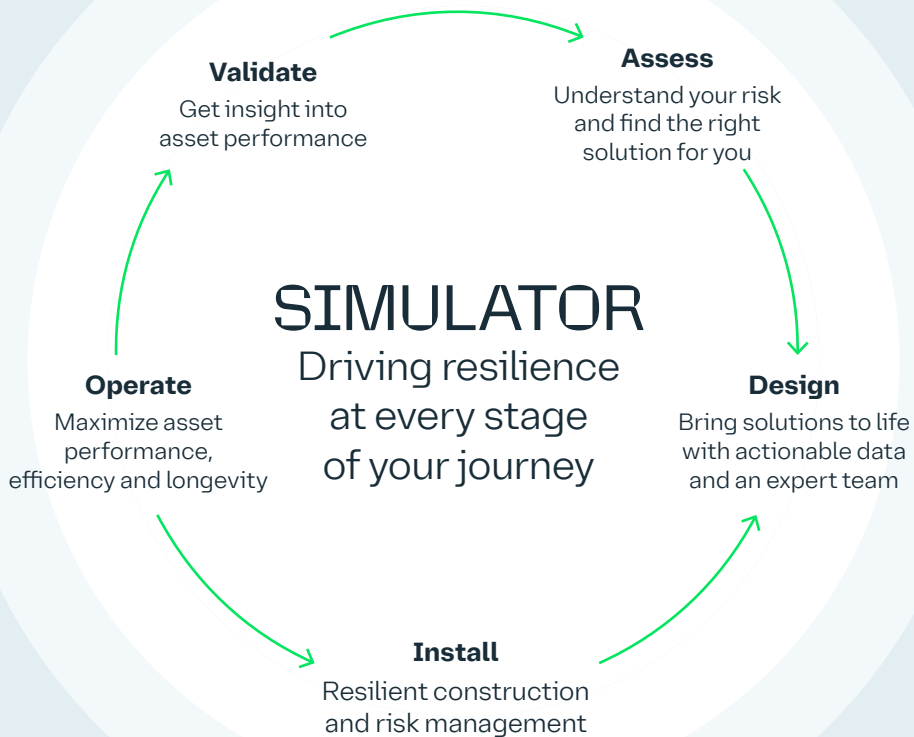 Validate
Get insight into
asset performance
Assess
Understand your risk
and find the right
solution for you
SIMULATOR
Driving resilience
at every stage
of your journey
Operate
Maximize asset
performance,
efficiency and longevity
Design
Bring solutions to life
with actionable data
and an expert team
Install
Resilient construction
and risk management